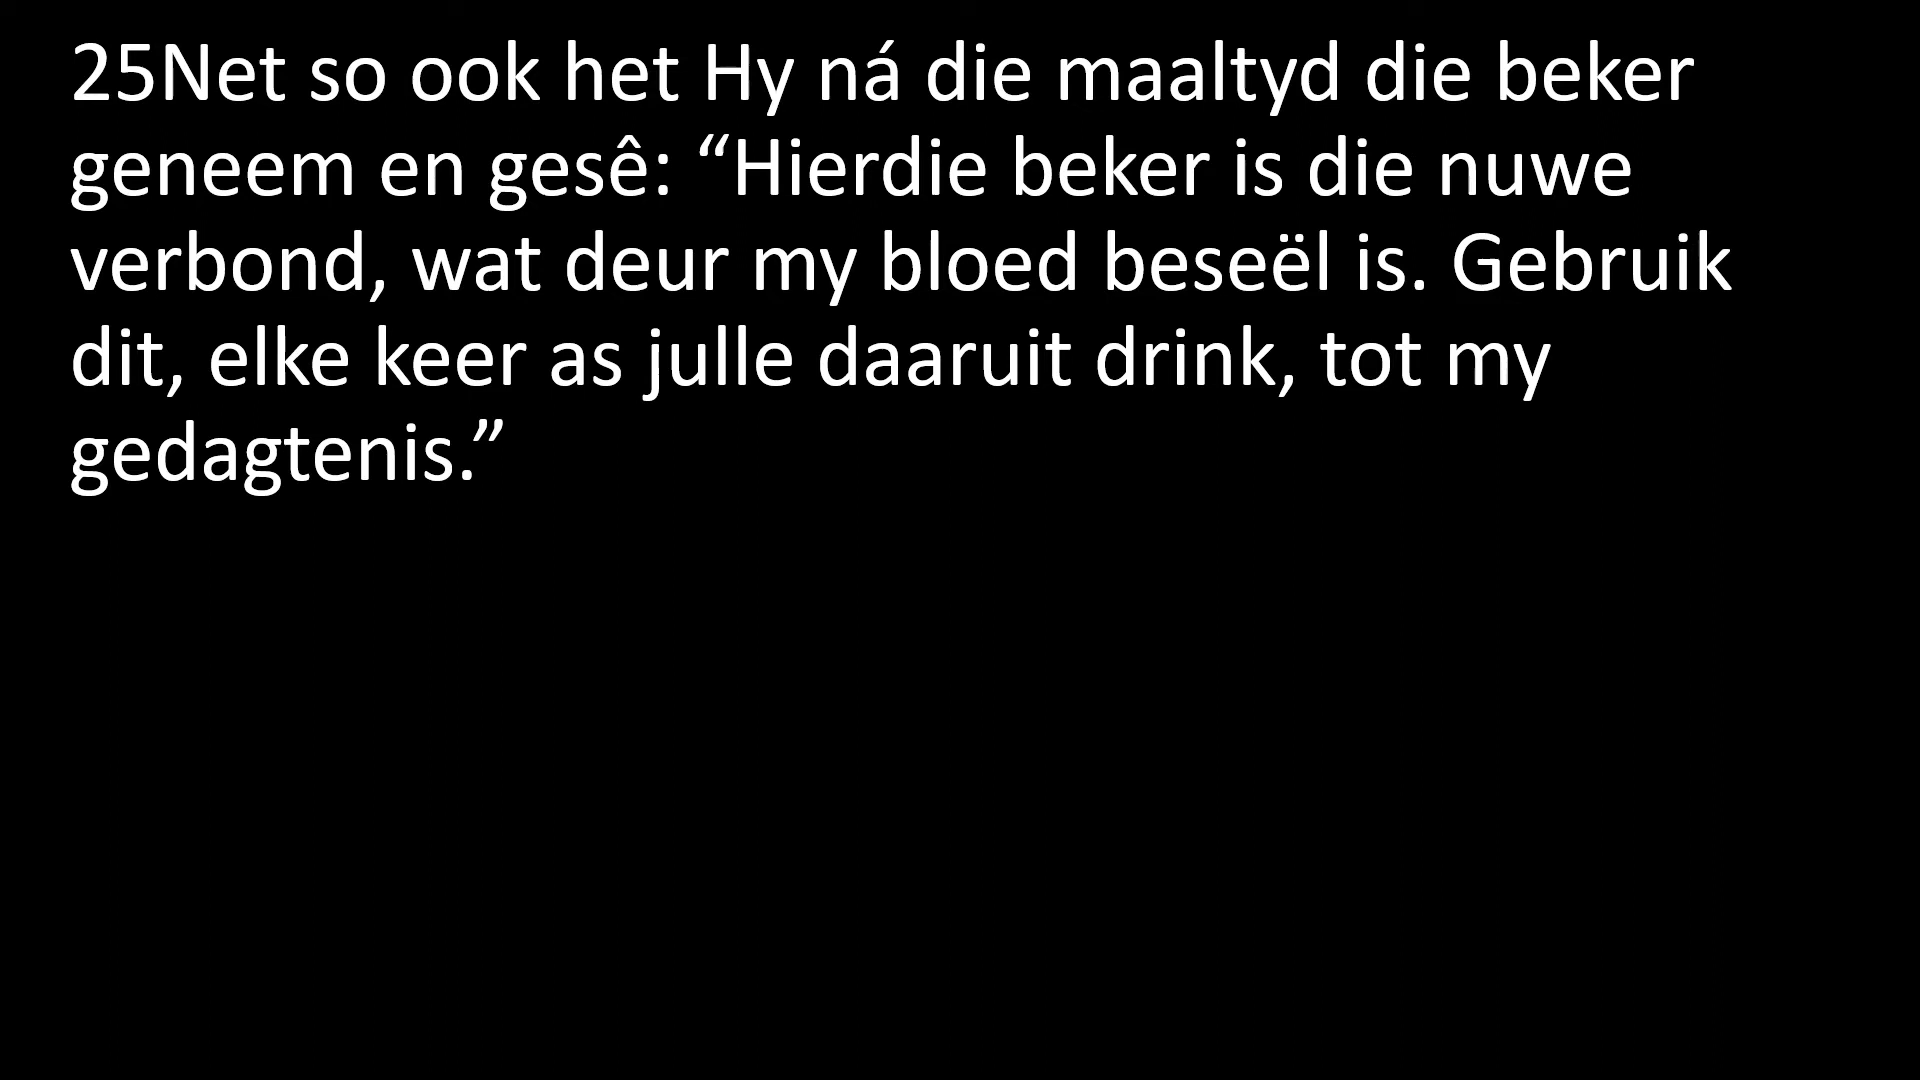 25Net so ook het Hy ná die maaltyd die beker
geneem en gesê: “Hierdie beker is die nuwe
verbond, wat deur my bloed beseël is. Gebruik
dit, elke keer as julle daaruit drink, tot my
gedagtenis.”